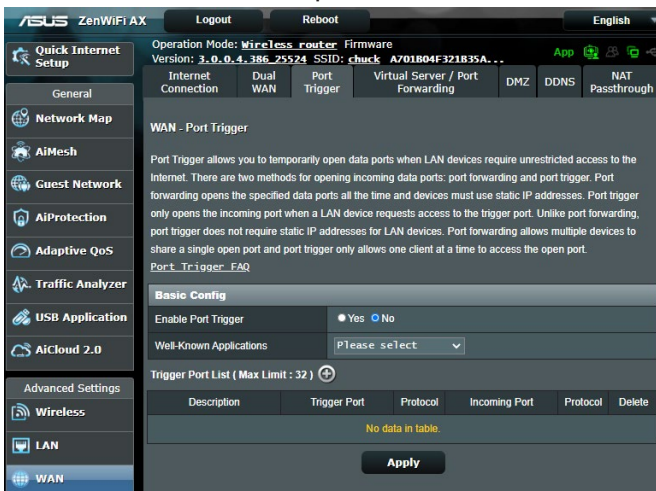 ASUS ZenWiFi AX
Logout
Reboot
English
Quick Internet
Setup
General
Network Map
AiMesh
Guest Network
AiProtection
Adaptive QoS
Traffic Analyzer
USB Application
AiCloud 2.0
Advanced Settings
Wireless
LAN
WAN
Operation Mode: Wireless router Firmware
Version: 3.0.0.4.386_25524 SSID: chuck A701B04F321B35A...
App
Internet
Connection
Dual
WAN
Port
Trigger
Virtual Server / Port
Forwarding
DMZ
DDNS
NAT
Passthrough
WAN - Port Trigger
Port Trigger allows you to temporarily open data ports when LAN devices require unrestricted access to the
Internet. There are two methods for opening incoming data ports: port forwarding and port trigger. Port
forwarding opens the specified data ports all the time and devices must use static IP addresses. Port trigger
only opens the incoming port when a LAN device requests access to the trigger port. Unlike port forwarding,
port trigger does not require static IP addresses for LAN devices. Port forwarding allows multiple devices to
share a single open port and port trigger only allows one client at a time to access the open port.
Port Trigger FAQ
Basic Config
Enable Port Trigger Yes No
Well-Known Applications Please select
Trigger Port List ( Max Limit : 32 )
Description Trigger Port Protocol Incoming Port Protocol Delete
No data in table.
Apply